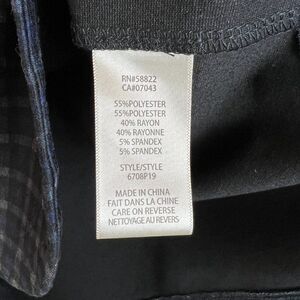 RN#58822
CA#07043
55%POLYESTER
55%POLYESTER
40% RAYON
40% RAYONNE
5% SPANDEX
5% SPANDEX
STYLE/STYLE
6708P19
MADE IN CHINA
FAIT DANS LA CHINE
CARE ON REVERSE
NETTOYAGE AU REVERS